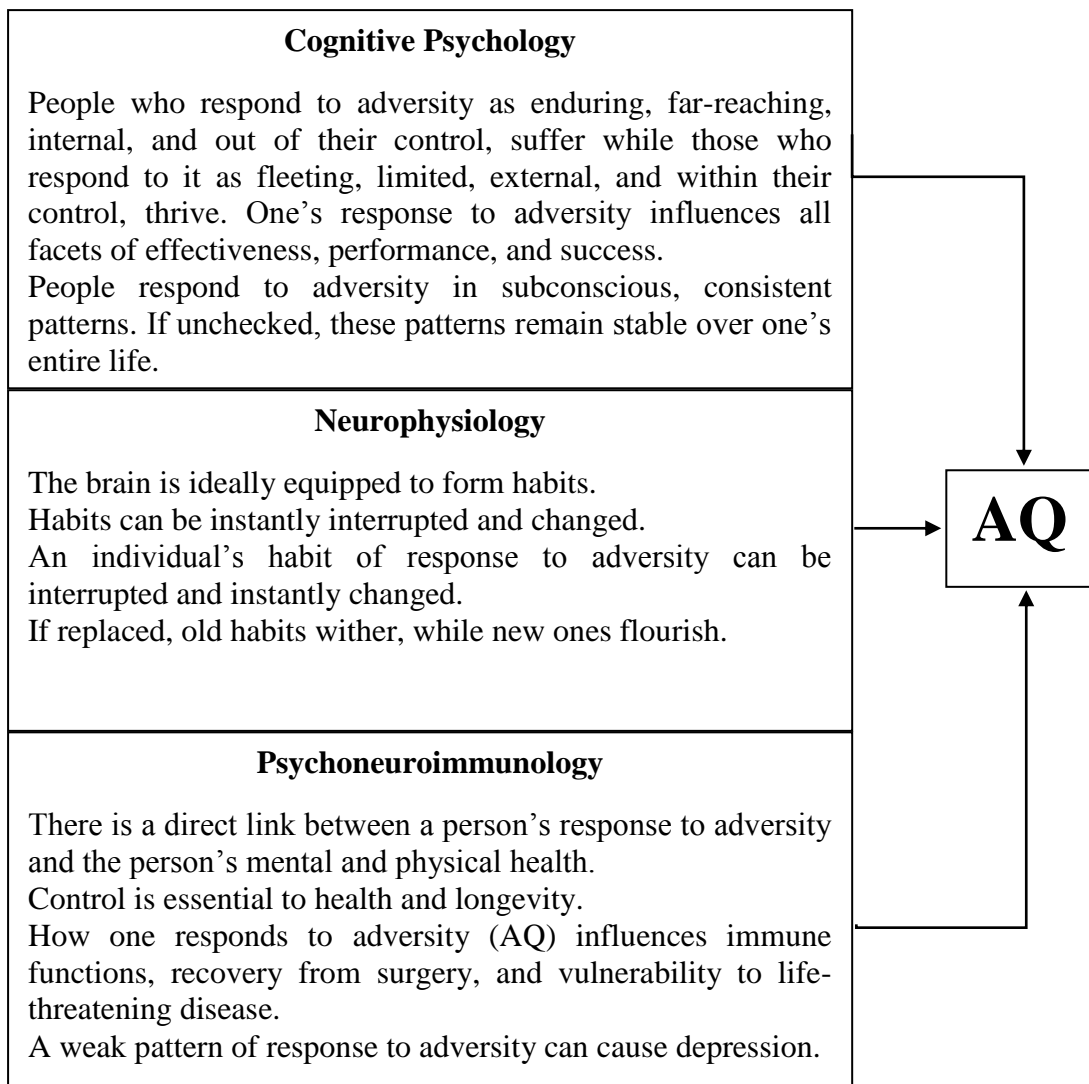 Cognitive Psychology
People who respond to adversity as enduring, far-reaching,
internal, and out of their control, suffer while those who
respond to it as fleeting, limited, external, and within their
control, thrive. One’s response to adversity influences all
facets of effectiveness, performance, and success.
People respond to adversity in subconscious, consistent
patterns. If unchecked, these patterns remain stable over one’s
entire life.
Neurophysiology
The brain is ideally equipped to form habits.
Habits can be instantly interrupted and changed.
An individual’s habit of response to adversity can be
interrupted and instantly changed.
If replaced, old habits wither, while new ones flourish.
AQ
Psychoneuroimmunology
There is a direct link between a person’s response to adversity
and the person’s mental and physical health.
Control is essential to health and longevity.
How one responds to adversity (AQ) influences immune
functions, recovery from surgery, and vulnerability to life-
threatening disease.
A weak pattern of response to adversity can cause depression.